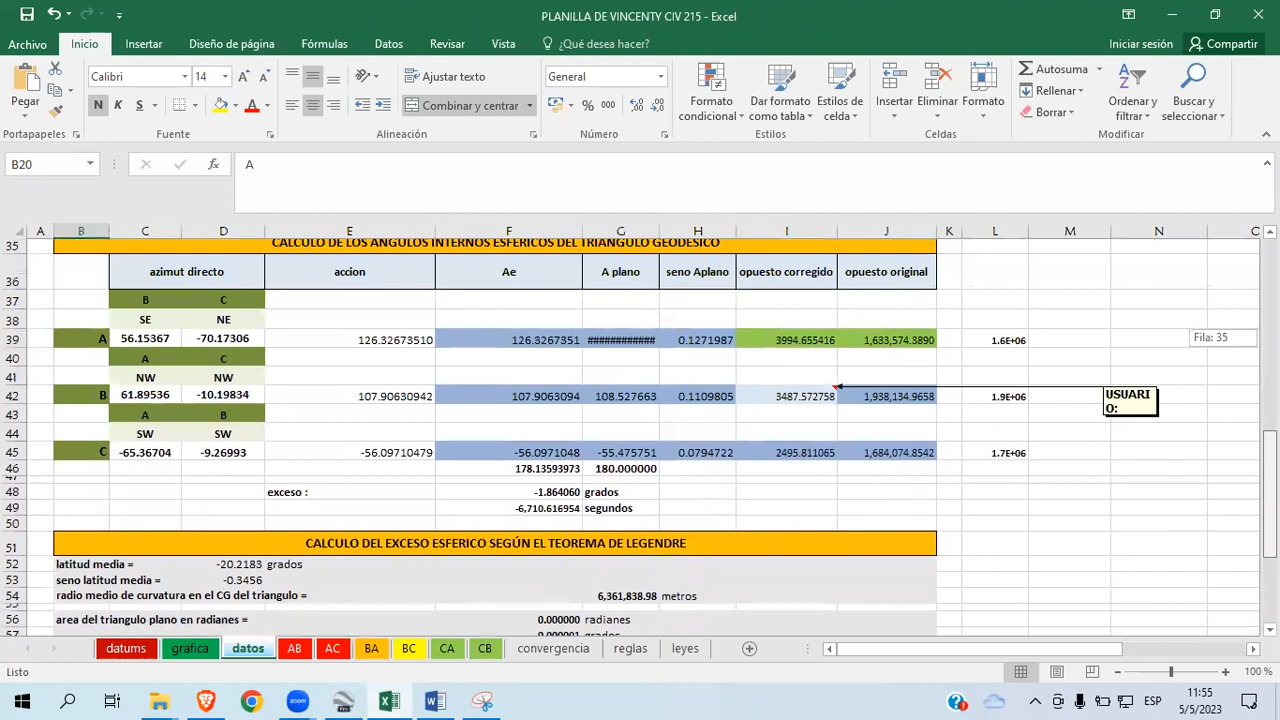 PLANILLA DE VINCENTY CIV 215 - Excel
Archivo Inicio Insertar Diseño de página Fórmulas Datos Revisar Vista ¿Qué desea hacer? Iniciar sesión Compartir
Pegar
Calibri 14
N K S
Ajustar texto
Combinar y centrar
General
% 000
Formato condicional
Dar formato como tabla
Estilos de celda
Insertar Eliminar Formato
Autosuma
Rellenar
Borrar
Ordenar y filtrar
Buscar y seleccionar
Portapapeles Fuente Alineación Número Estilos Celdas Modificar
B20 fx A
A B C D E F G H I J K L M N
35 CALCULO DE LOS ANGULOS INTERNOS ESFERICOS DEL TRIANGULO GEODESICO
36 azimut directo accion Ae A plano seno Aplano opuesto corregido opuesto original
37 B C
38 SE NE
39 A 56.15367 -70.17306 126.32673510 126.3267351 ############ 0.1271987 3994.655416 1,633,574.3890 1.6E+06
Fila: 35
40 A C
41 NW NW
42 B 61.89536 -10.19834 107.90630942 107.9063094 108.527663 0.1109805 3487.572758 1,938,134.9658 1.9E+06
USUARI
O:
43 A B
44 SW SW
45 C -65.36704 -9.26993 -56.09710479 -56.0971048 -55.475751 0.0794722 2495.811065 1,684,074.8542 1.7E+06
46 178.13593973 180.000000
47
48 exceso : -1.864060 grados
49 -6,710.616954 segundos
50
51 CALCULO DEL EXCESO ESFERICO SEGÚN EL TEOREMA DE LEGENDRE
52 latitud media = -20.2183 grados
53 seno latitud media = -0.3456
54 radio medio de curvatura en el CG del triangulo = 6,361,838.98 metros
56 area del triangulo plano en radianes = 0.000000 radianes
57 0.000001 grados
datums grafica datos AB AC BA BC CA CB convergencia reglas leyes
Listo 100 %
ESP
11:55
5/5/2023